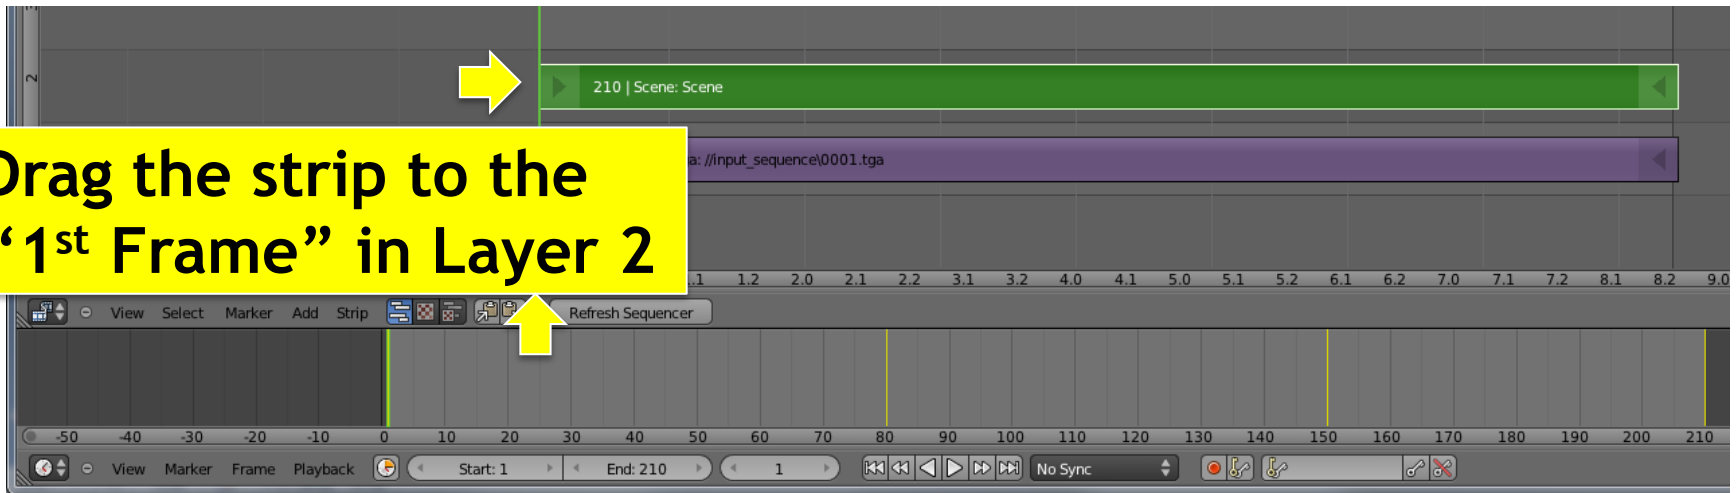 2
210 | Scene: Scene
a: //input_sequence\0001.tga
Drag the strip to the
“1st Frame” in Layer 2
.1 1.2 2.0 2.1 2.2 3.1 3.2 4.0 4.1 5.0 5.1 5.2 6.1 6.2 7.0 7.1 7.2 8.1 8.2 9.0
View Select Marker Add Strip Refresh Sequencer
-50 -40 -30 -20 -10 0 10 20 30 40 50 60 70 80 90 100 110 120 130 140 150 160 170 180 190 200 210
View Marker Frame Playback Start: 1 End: 210 1 No Sync